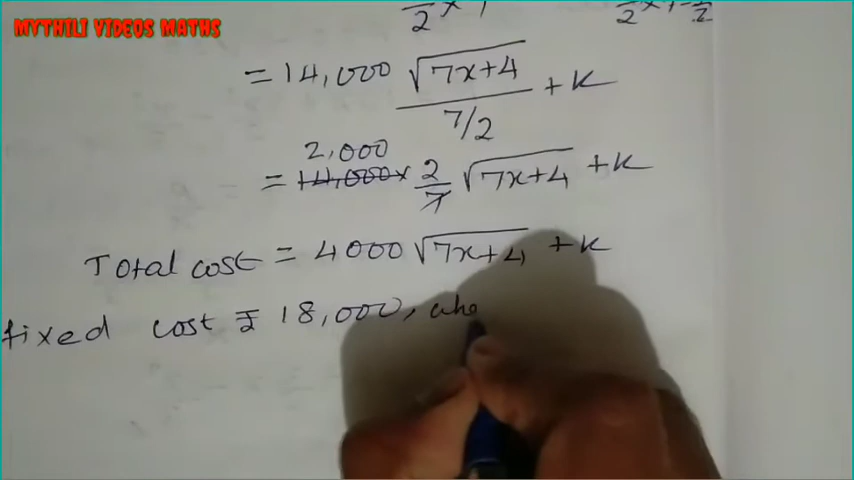 MYTHILI VIDEOS MATHS
= 14,000 √(7x+4) / 7/2 + k
2,000
= 14,000 × 2/7 √(7x+4) + k
Total cost = 4000 √(7x+4) + k
fixed cost ₹ 18,000, whe